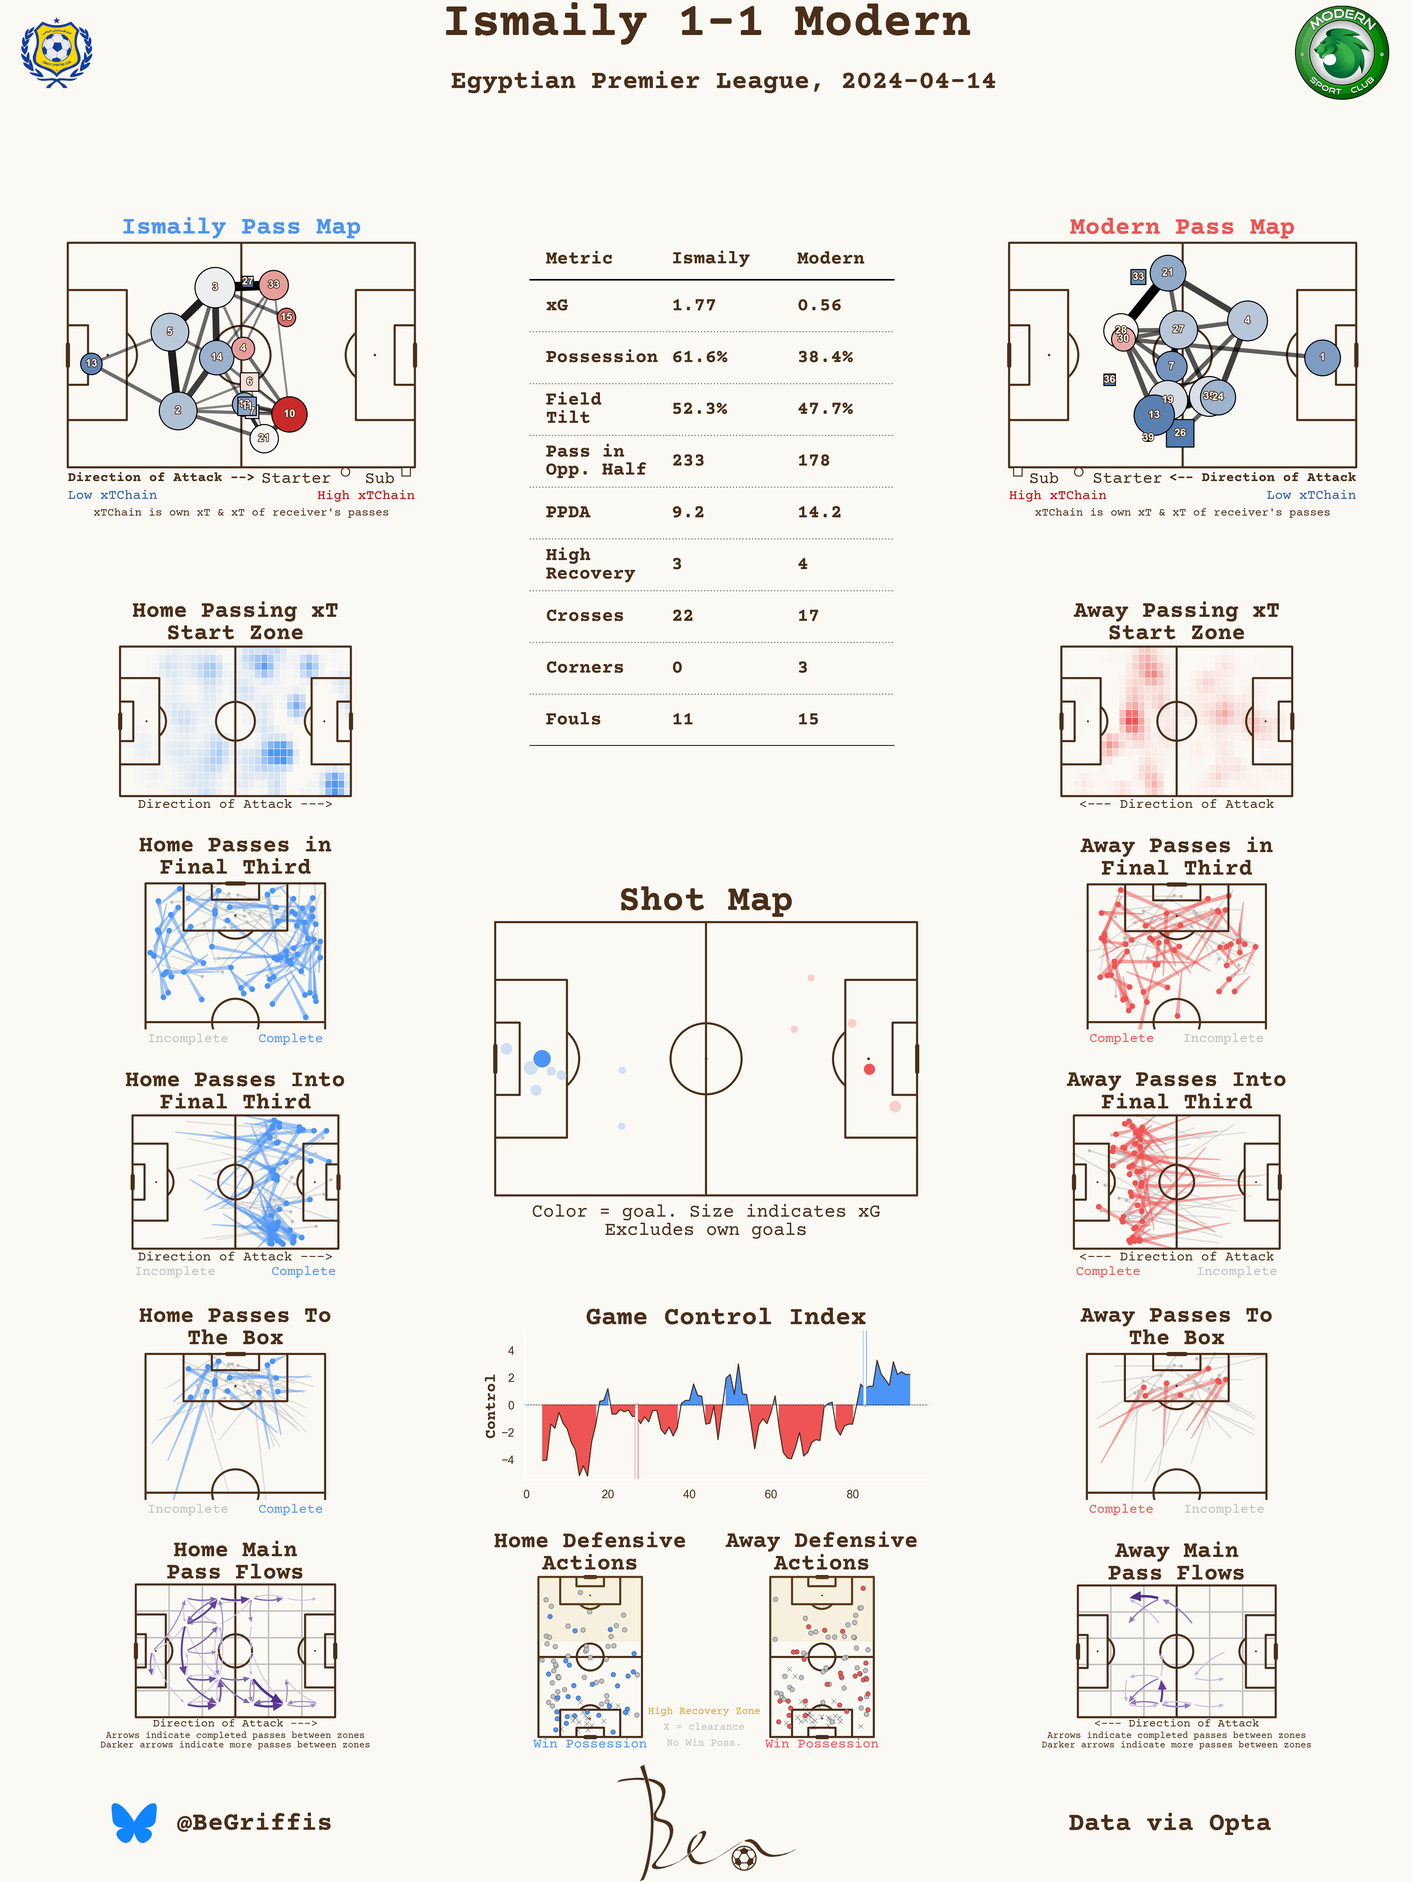 Ismaily 1-1 Modern
Egyptian Premier League, 2024-04-14
MODERN
SPORT CLUB
Ismaily Pass Map
3
27
33
15
5
14
4
13
6
2
10
21
Direction of Attack --> Starter Sub
Low xTChain High xTChain
xTChain is own xT & xT of receiver's passes
Metric Ismaily Modern
xG 1.77 0.56
Possession 61.6% 38.4%
Field
Tilt 52.3% 47.7%
Pass in
Opp. Half 233 178
PPDA 9.2 14.2
High
Recovery 3 4
Crosses 22 17
Corners 0 3
Fouls 11 15
Modern Pass Map
33
21
28
30
27
4
1
7
36
19
24
13
39
26
Sub Starter <-- Direction of Attack
High xTChain Low xTChain
xTChain is own xT & xT of receiver's passes
Home Passing xT
Start Zone
Direction of Attack --->
Away Passing xT
Start Zone
<--- Direction of Attack
Home Passes in
Final Third
Incomplete Complete
Away Passes in
Final Third
Complete Incomplete
Shot Map
Color = goal. Size indicates xG
Excludes own goals
Home Passes Into
Final Third
Direction of Attack --->
Incomplete Complete
Away Passes Into
Final Third
<--- Direction of Attack
Complete Incomplete
Home Passes To
The Box
Incomplete Complete
Game Control Index
Control
4
2
0
−2
−4
0 20 40 60 80
Away Passes To
The Box
Complete Incomplete
Home Main
Pass Flows
Direction of Attack --->
Arrows indicate completed passes between zones
Darker arrows indicate more passes between zones
Home Defensive
Actions
Win Possession
High Recovery Zone
X = clearance
No Win Poss.
Away Defensive
Actions
Win Possession
Away Main
Pass Flows
<--- Direction of Attack
Arrows indicate completed passes between zones
Darker arrows indicate more passes between zones
@BeGriffis
Ben
Data via Opta